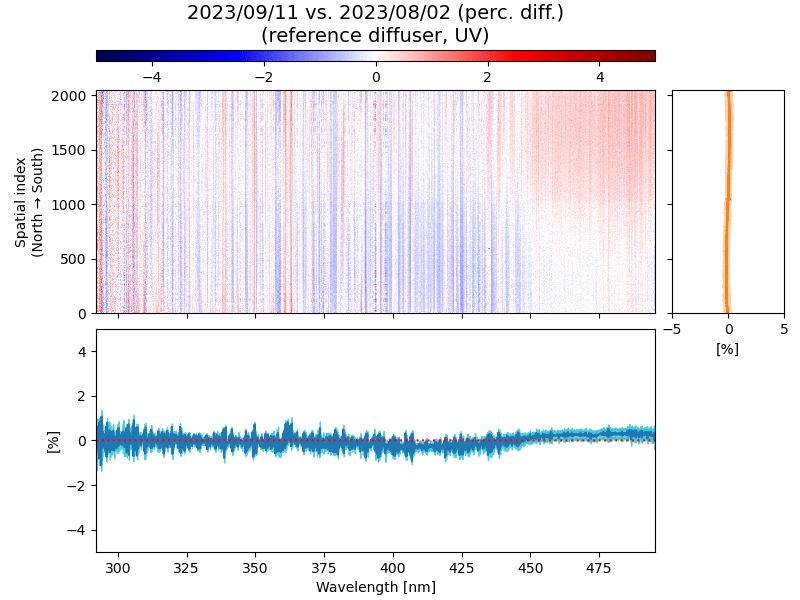 2023/09/11 vs. 2023/08/02 (perc. diff.)
(reference diffuser, UV)
−4 −2 0 2 4
2000
1500
1000
500
0
Spatial index
(North → South)
−5 0 5
[%]
4
2
0
−2
−4
[%]
300 325 350 375 400 425 450 475
Wavelength [nm]